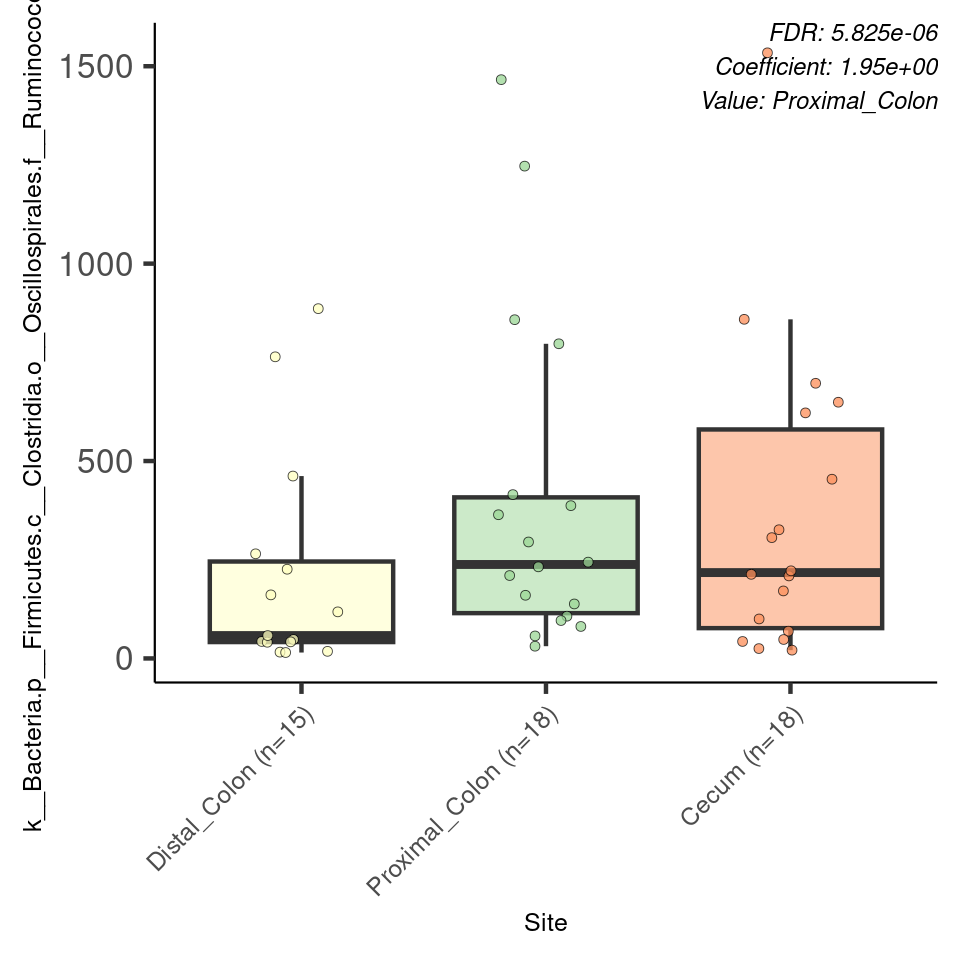 FDR: 5.825e-06
Coefficient: 1.95e+00
Value: Proximal_Colon
k__Bacteria.p__Firmicutes.c__Clostridia.o__Oscillospirales.f__Ruminococc
1500
1000
500
0
Distal_Colon (n=15)
Proximal_Colon (n=18)
Cecum (n=18)
Site